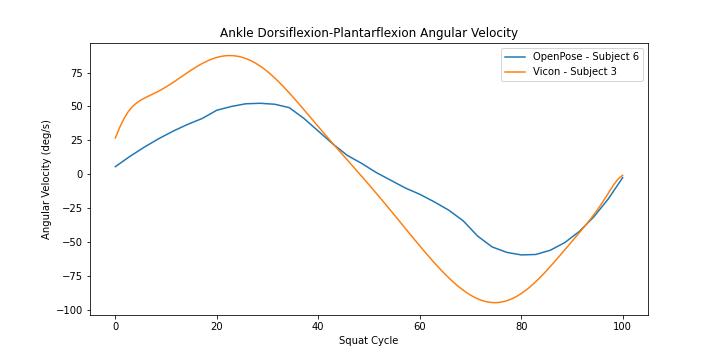 Ankle Dorsiflexion-Plantarflexion Angular Velocity
OpenPose - Subject 6
Vicon - Subject 3
Angular Velocity (deg/s)
75
50
25
0
−25
−50
−75
−100
0 20 40 60 80 100
Squat Cycle